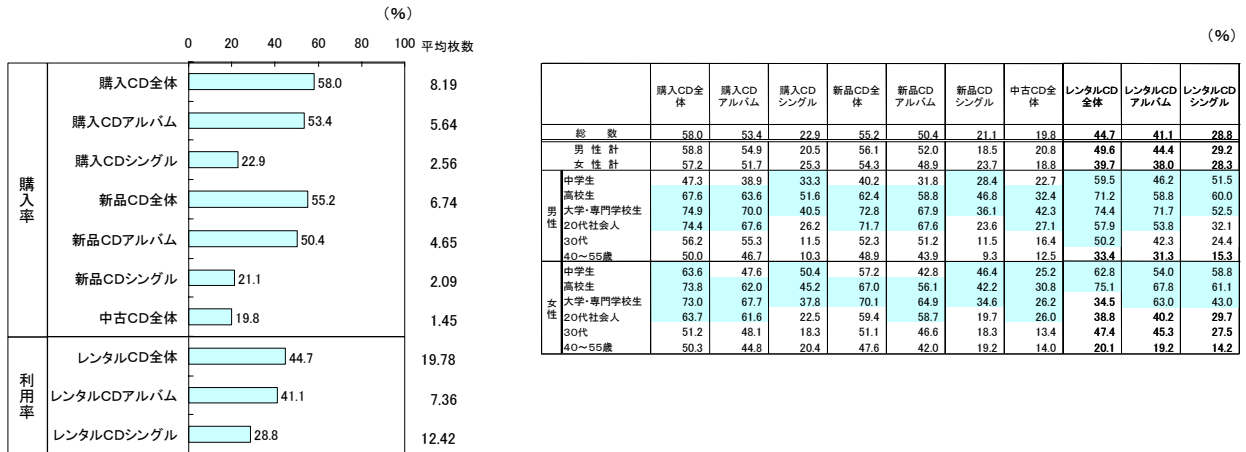 (%)
0 20 40 60 80 100 平均枚数
購入率
購入CD全体 58.0 8.19
購入CDアルバム 53.4 5.64
購入CDシングル 22.9 2.56
新品CD全体 55.2 6.74
新品CDアルバム 50.4 4.65
新品CDシングル 21.1 2.09
中古CD全体 19.8 1.45
利用率
レンタルCD全体 44.7 19.78
レンタルCDアルバム 41.1 7.36
レンタルCDシングル 28.8 12.42
(%)
購入CD全体 購入CDアルバム 購入CDシングル 新品CD全体 新品CDアルバム 新品CDシングル 中古CD全体 レンタルCD全体 レンタルCDアルバム レンタルCDシングル
総数 58.0 53.4 22.9 55.2 50.4 21.1 19.8 44.7 41.1 28.8
男性計 58.8 54.9 20.5 56.1 52.0 18.5 20.8 49.6 44.4 29.2
女性計 57.2 51.7 25.3 54.3 48.9 23.7 18.8 39.7 38.0 28.3
男性
中学生 47.3 38.9 33.3 40.2 31.8 28.4 22.7 59.5 46.2 51.5
高校生 67.6 63.6 51.6 62.4 58.8 46.8 32.4 71.2 58.8 60.0
大学・専門学校生 74.9 70.0 40.5 72.8 67.9 36.1 42.3 74.4 71.7 52.5
20代社会人 74.4 67.6 26.2 71.7 67.6 23.6 27.1 57.9 53.8 32.1
30代 56.2 55.3 11.5 52.3 51.2 11.5 16.4 50.2 42.3 24.4
40～55歳 50.0 46.7 10.3 48.9 43.9 9.3 12.5 33.4 31.3 15.3
女性
中学生 63.6 47.6 50.4 57.2 42.8 46.4 25.2 62.8 54.0 58.8
高校生 73.8 62.0 45.2 67.0 56.1 42.2 30.8 75.1 67.8 61.1
大学・専門学校生 73.0 67.7 37.8 70.1 64.9 34.6 26.2 34.5 63.0 43.0
20代社会人 63.7 61.6 22.5 59.4 58.7 19.7 26.0 38.8 40.2 29.7
30代 51.2 48.1 18.3 51.1 46.6 18.3 13.4 47.4 45.3 27.5
40～55歳 50.3 44.8 20.4 47.6 42.0 19.2 14.0 20.1 19.2 14.2